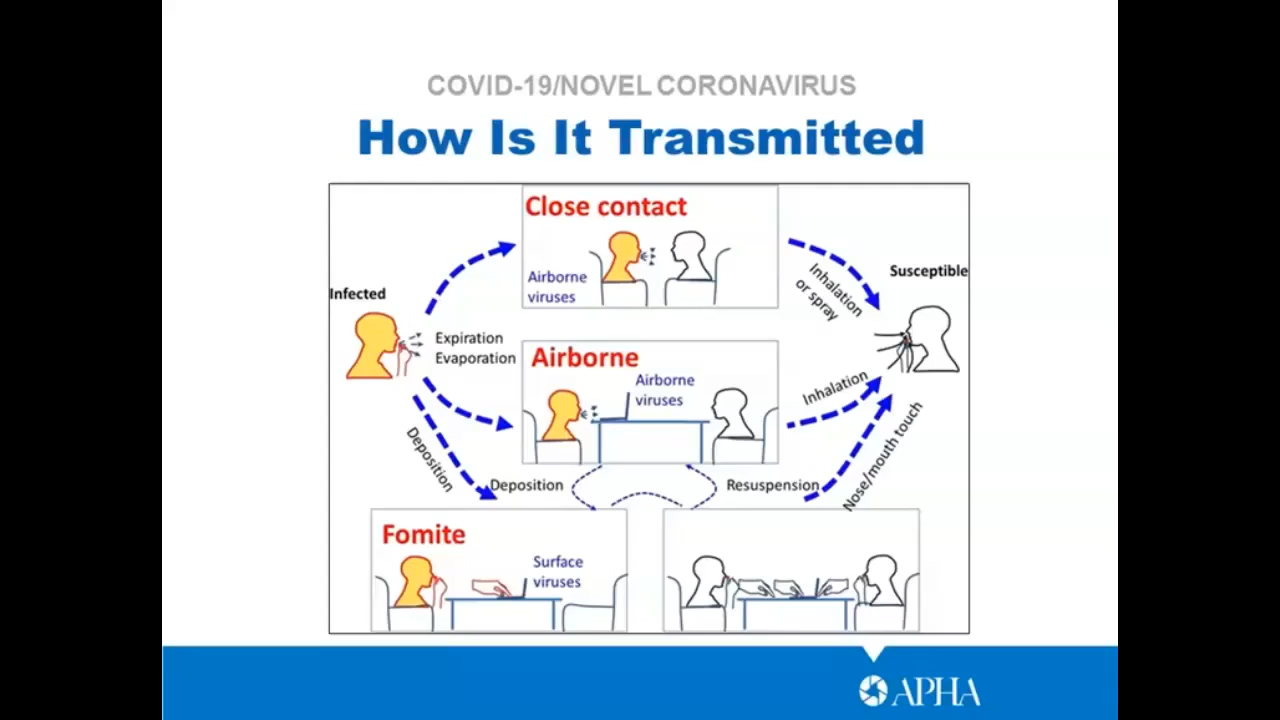 COVID-19/NOVEL CORONAVIRUS
How Is It Transmitted
Close contact
Airborne
viruses
Infected
Expiration
Evaporation
Inhalation
or spray
Susceptible
Airborne
Airborne
viruses
Inhalation
Deposition
Deposition
Resuspension
Nose/mouth touch
Fomite
Surface
viruses
APHA